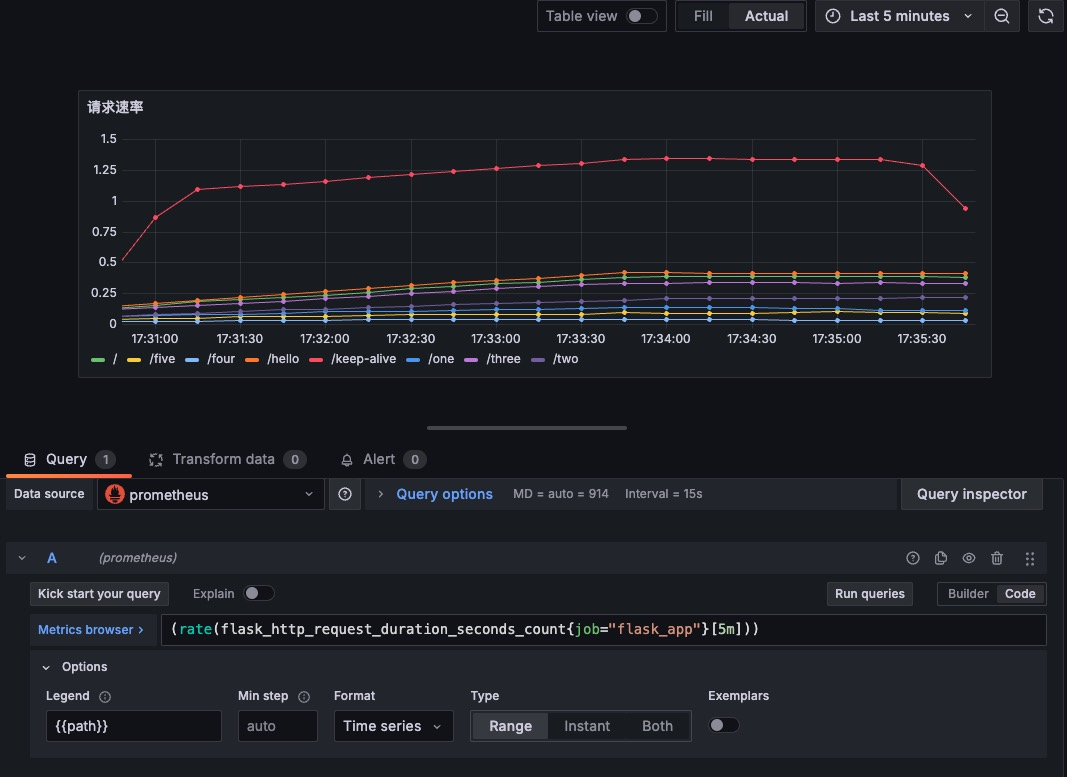 Table view Fill Actual Last 5 minutes
请求速率
1.5
1.25
1
0.75
0.5
0.25
0
17:31:00 17:31:30 17:32:00 17:32:30 17:33:00 17:33:30 17:34:00 17:34:30 17:35:00 17:35:30
/ /five /four /hello /keep-alive /one /three /two
Query 1 Transform data 0 Alert 0
Data source prometheus Query options MD = auto = 914 Interval = 15s Query inspector
A (prometheus)
Kick start your query Explain Run queries Builder Code
Metrics browser > (rate(flask_http_request_duration_seconds_count{job="flask_app"}[5m]))
Options
Legend Min step Format Type Exemplars
{{path}} auto Time series Range Instant Both